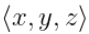 ⟨x, y, z⟩